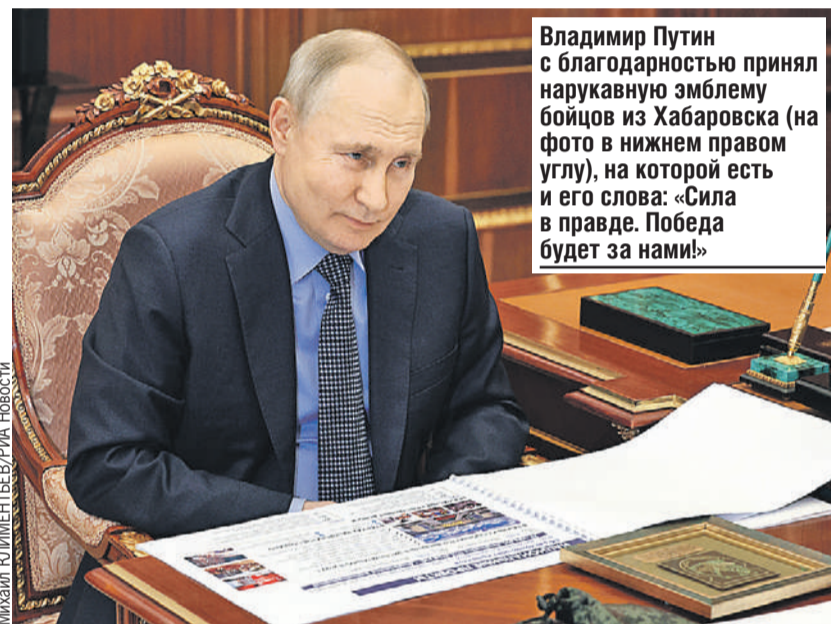 Владимир Путин
с благодарностью принял
нарукавную эмблему
бойцов из Хабаровска (на
фото в нижнем правом
углу), на которой есть
и его слова: «Сила
в правде. Победа
будет за нами!»
Михаил КЛИМЕНТЬЕВ/РИА Новости